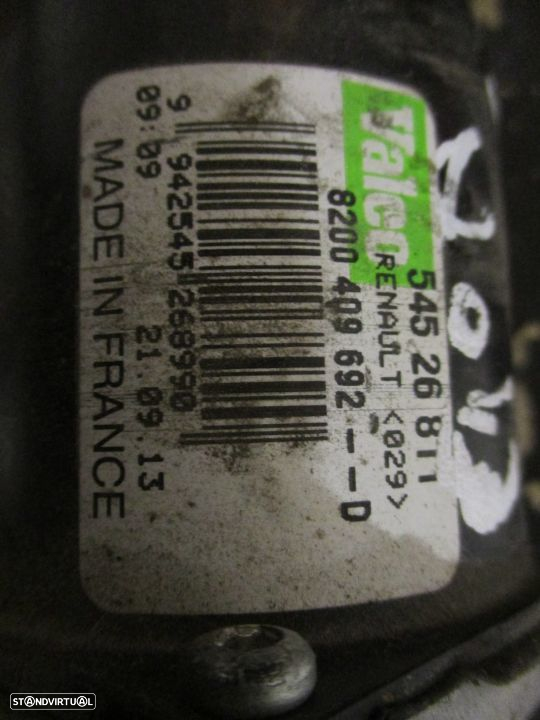 Valeo
545 26 811
RENAULT <029>
8200 409 692 -- D
9 942545 268990
09:09
21.09.13
MADE IN FRANCE
STANDVIRTUAL